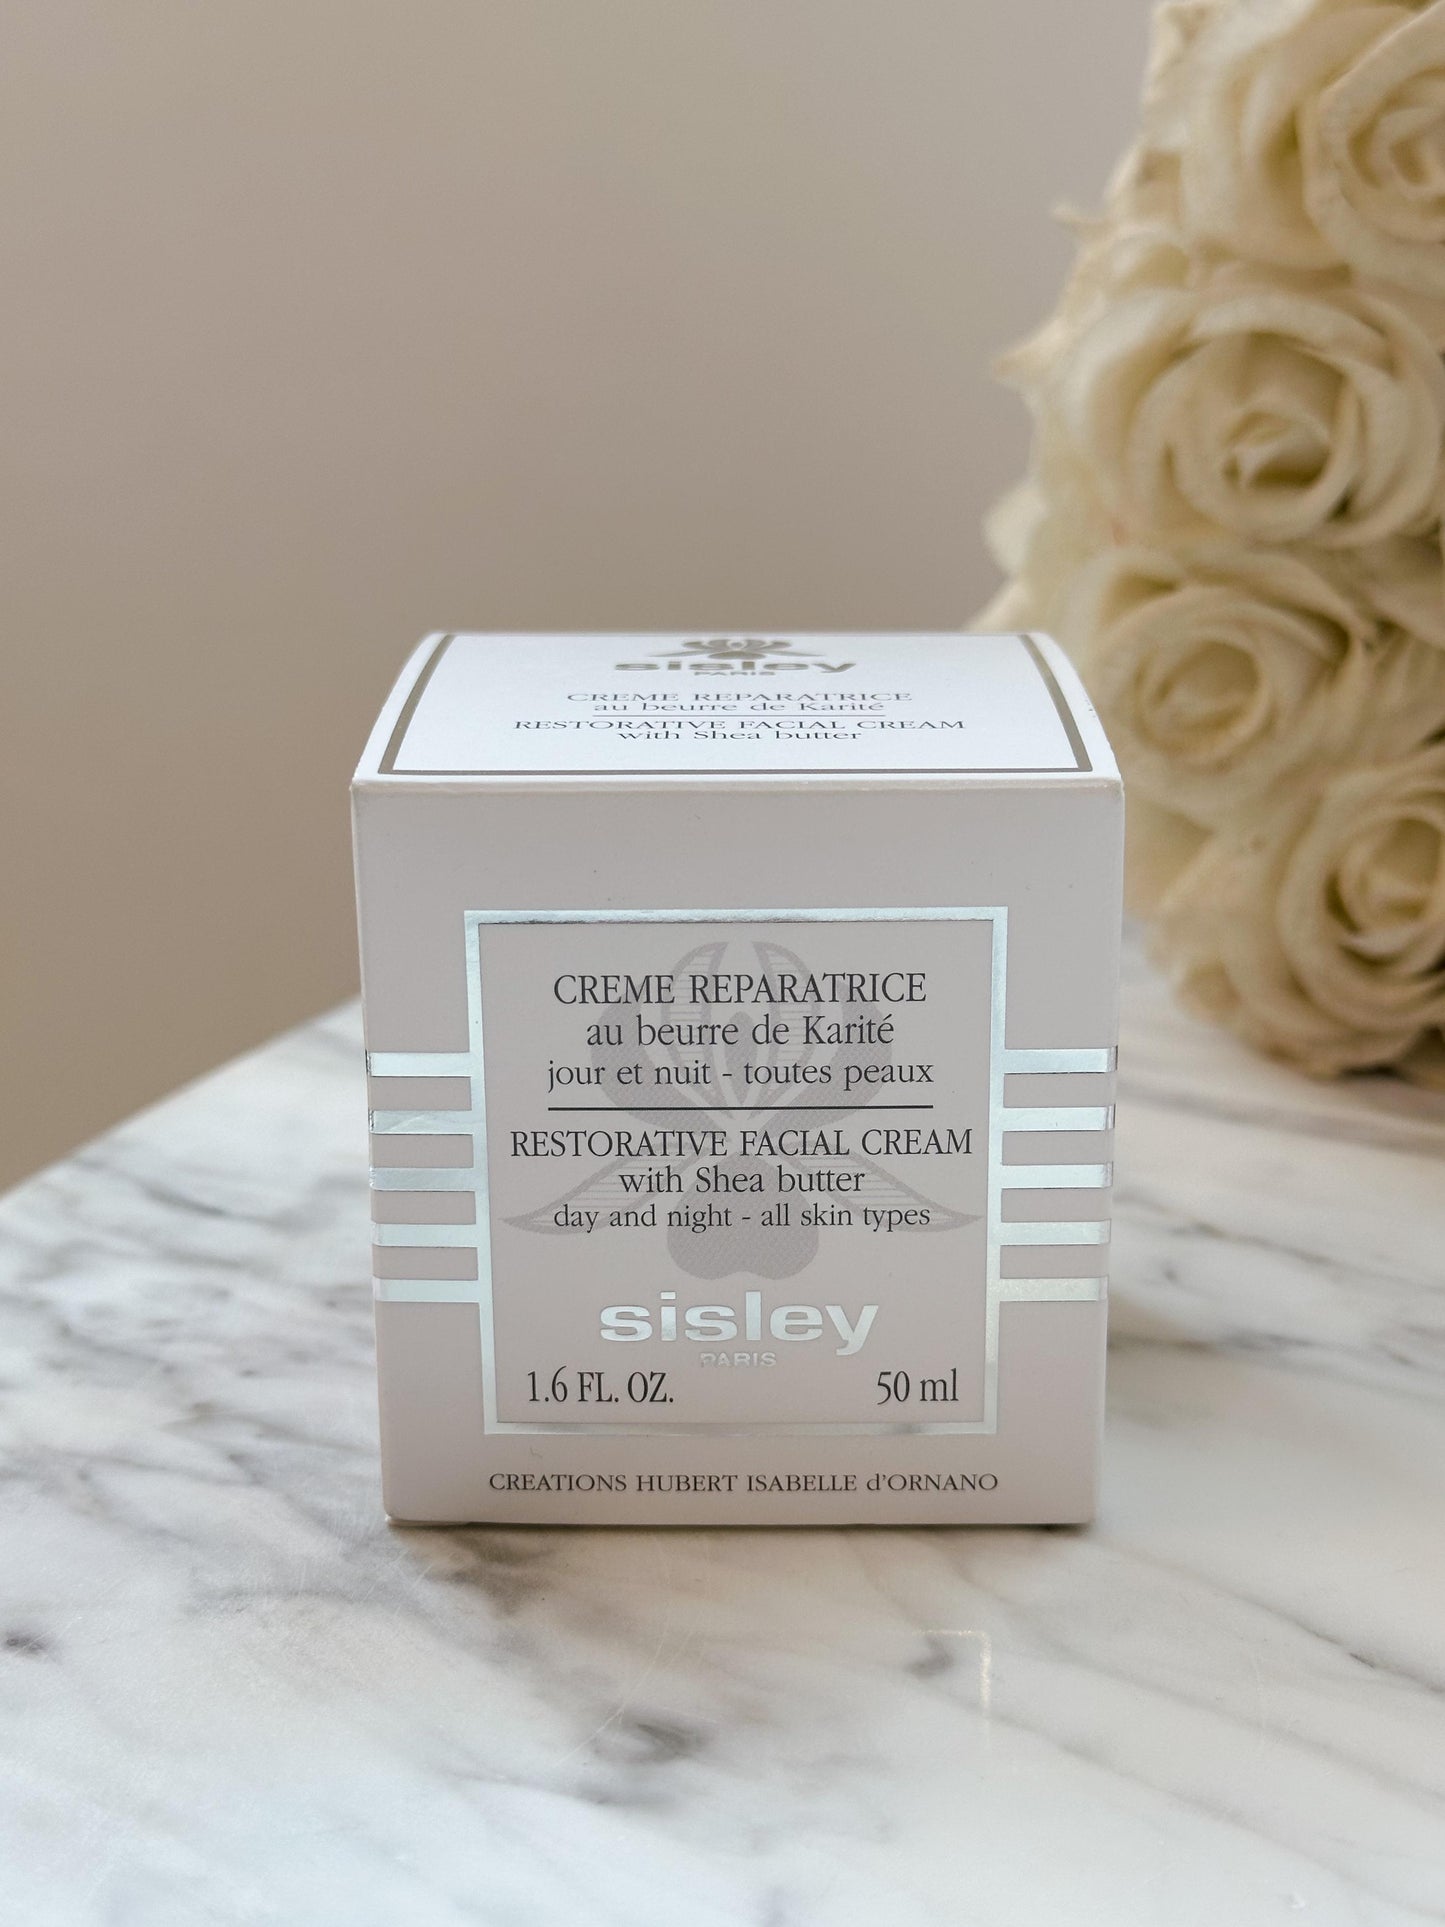 sisley
PARIS
CREME REPARATRICE
au beurre de Karité
RESTORATIVE FACIAL CREAM
with Shea butter
CREME REPARATRICE
au beurre de Karité
jour et nuit - toutes peaux
RESTORATIVE FACIAL CREAM
with Shea butter
day and night - all skin types
sisley
PARIS
1.6 FL. OZ. 50 ml
CREATIONS HUBERT ISABELLE d'ORNANO